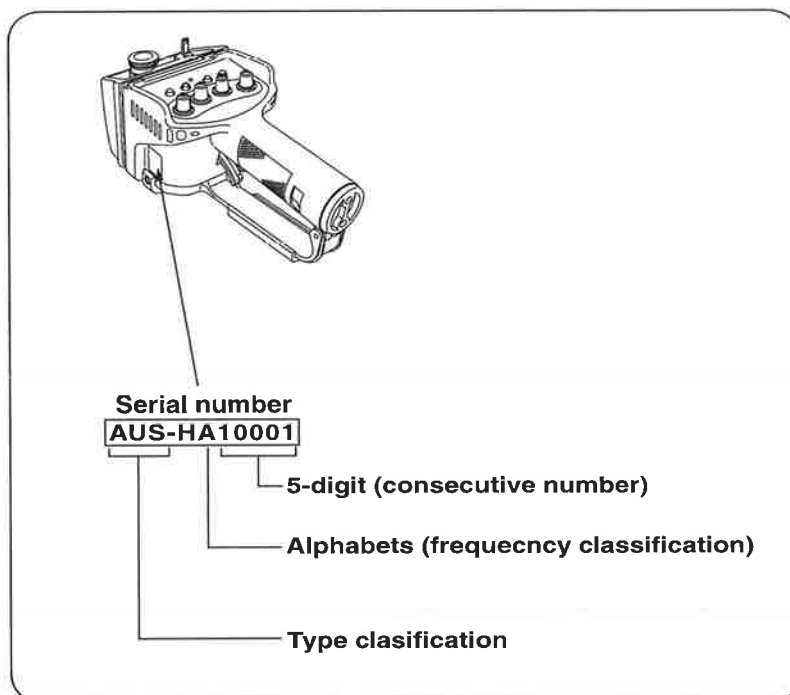 Serial number
AUS-HA10001
5-digit (consecutive number)
Alphabets (frequecncy classification)
Type clasification